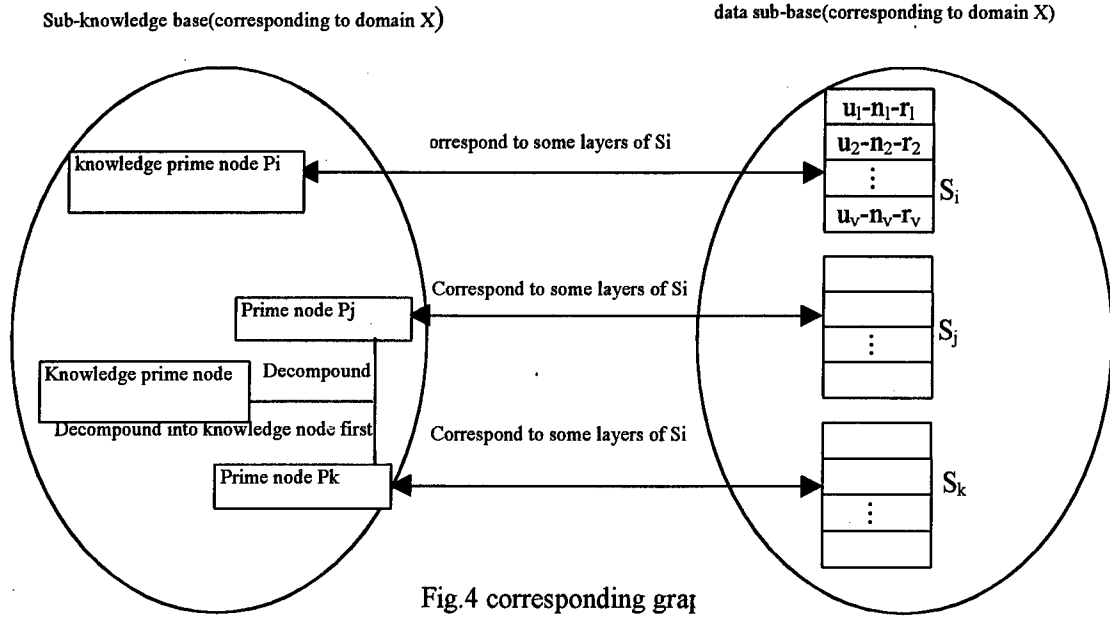 Sub-knowledge base(corresponding to domain X)
data sub-base(corresponding to domain X)
knowledge prime node Pi
orrespond to some layers of Si
u₁-n₁-r₁
u₂-n₂-r₂
⋮
uᵥ-nᵥ-rᵥ
Sᵢ
Prime node Pj
Correspond to some layers of Si
⋮
Sⱼ
Knowledge prime node
Decompound
Decompound into knowledge node first
Correspond to some layers of Si
Prime node Pk
⋮
Sₖ
Fig.4 corresponding graȷ